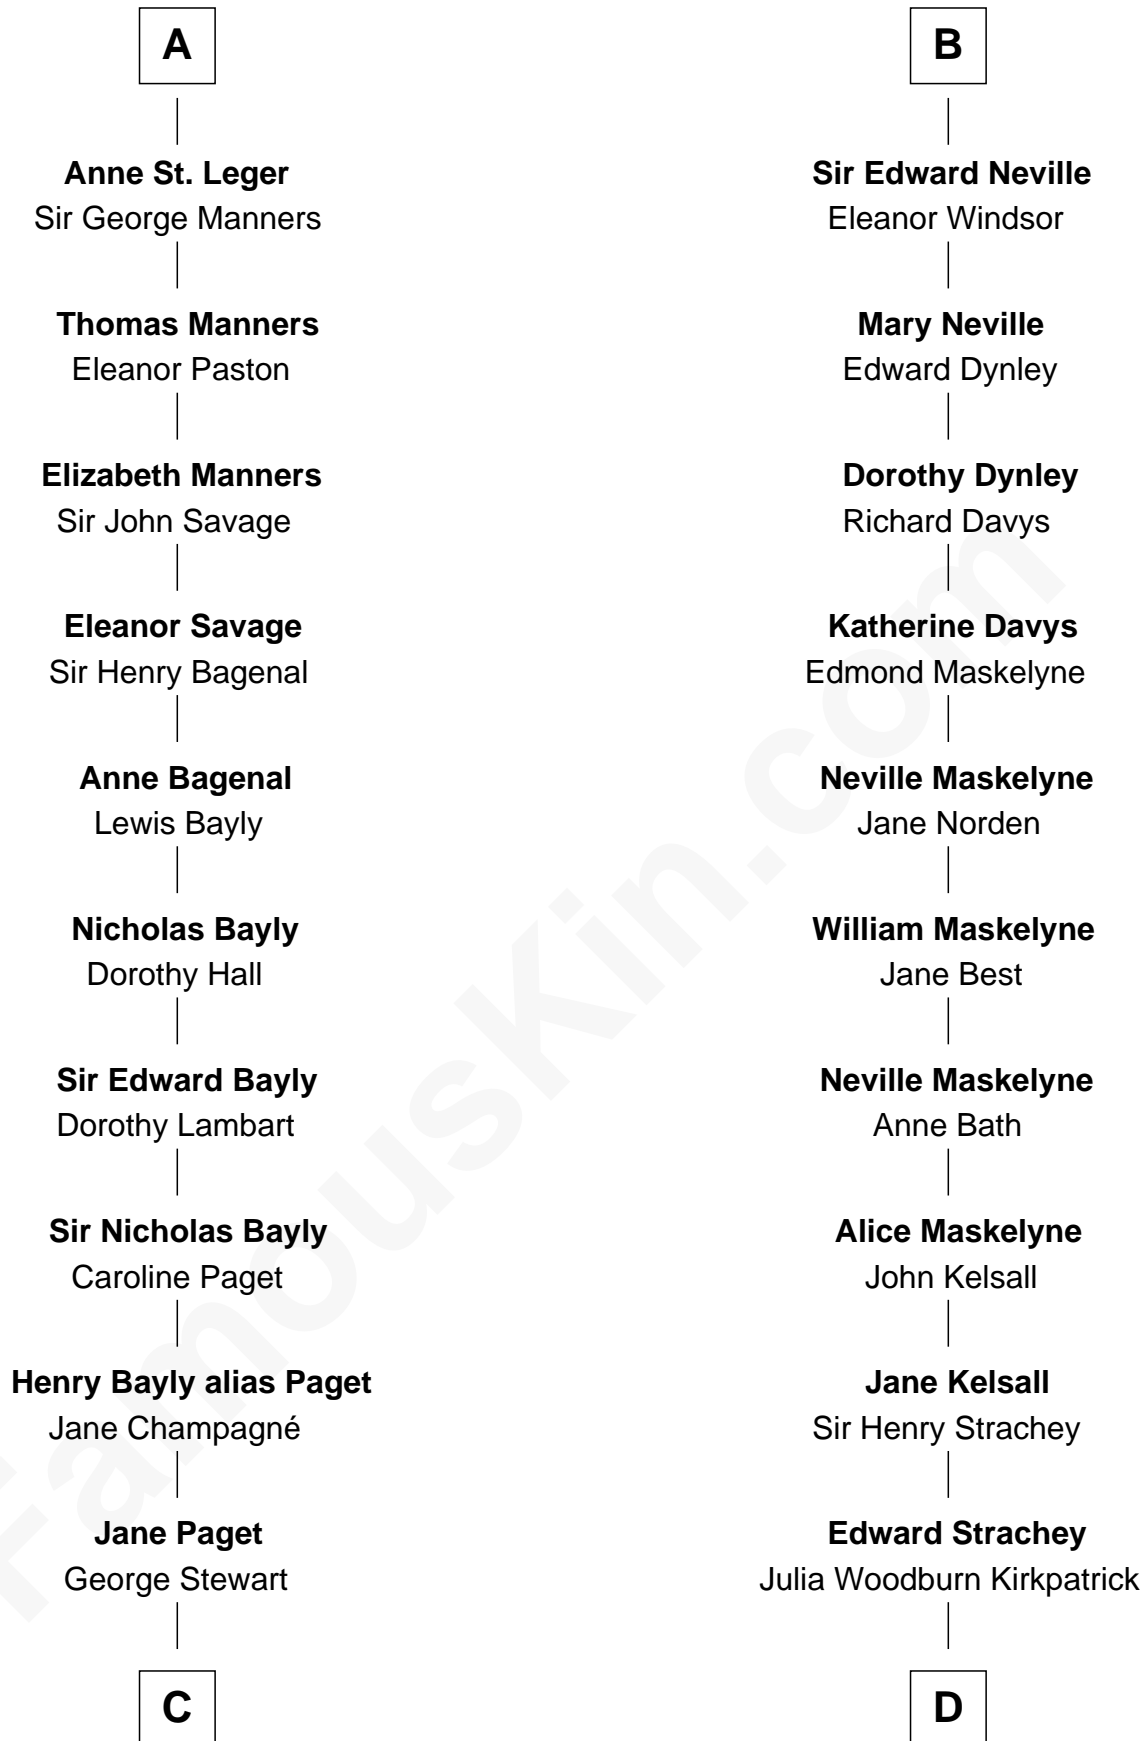 A
Anne St. Leger
Sir George Manners
Thomas Manners
Eleanor Paston
Elizabeth Manners
Sir John Savage
Eleanor Savage
Sir Henry Bagenal
Anne Bagenal
Lewis Bayly
Nicholas Bayly
Dorothy Hall
Sir Edward Bayly
Dorothy Lambart
Sir Nicholas Bayly
Caroline Paget
Henry Bayly alias Paget
Jane Champagné
Jane Paget
George Stewart
C
B
Sir Edward Neville
Eleanor Windsor
Mary Neville
Edward Dynley
Dorothy Dynley
Richard Davys
Katherine Davys
Edmond Maskelyne
Neville Maskelyne
Jane Norden
William Maskelyne
Jane Best
Neville Maskelyne
Anne Bath
Alice Maskelyne
John Kelsall
Jane Kelsall
Sir Henry Strachey
Edward Strachey
Julia Woodburn Kirkpatrick
D
FamousKin.com